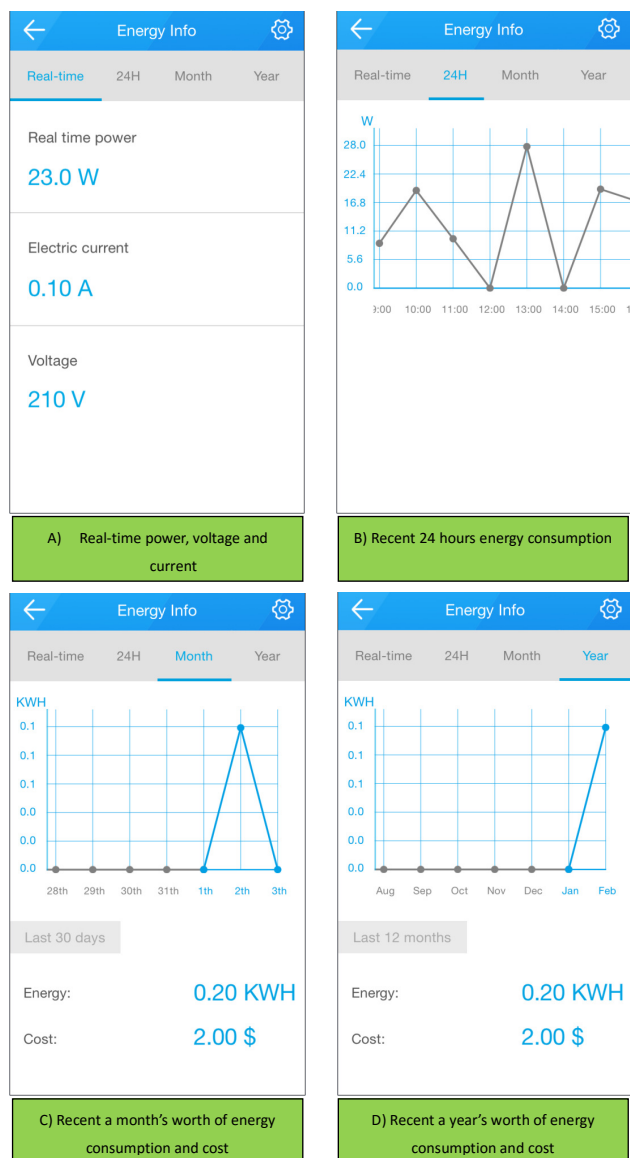 Energy Info
Real-time 24H Month Year
Real time power
23.0 W
Electric current
0.10 A
Voltage
210 V
A) Real-time power, voltage and
current
Energy Info
Real-time 24H Month Year
W
28.0
22.4
16.8
11.2
5.6
0.0
:00 10:00 11:00 12:00 13:00 14:00 15:00 1
B) Recent 24 hours energy consumption
Energy Info
Real-time 24H Month Year
KWH
0.1
0.1
0.1
0.0
0.0
0.0
28th 29th 30th 31th 1th 2th 3th
Last 30 days
Energy: 0.20 KWH
Cost: 2.00 $
C) Recent a month's worth of energy
consumption and cost
Energy Info
Real-time 24H Month Year
KWH
0.1
0.1
0.1
0.0
0.0
0.0
Aug Sep Oct Nov Dec Jan Feb
Last 12 months
Energy: 0.20 KWH
Cost: 2.00 $
D) Recent a year's worth of energy
consumption and cost